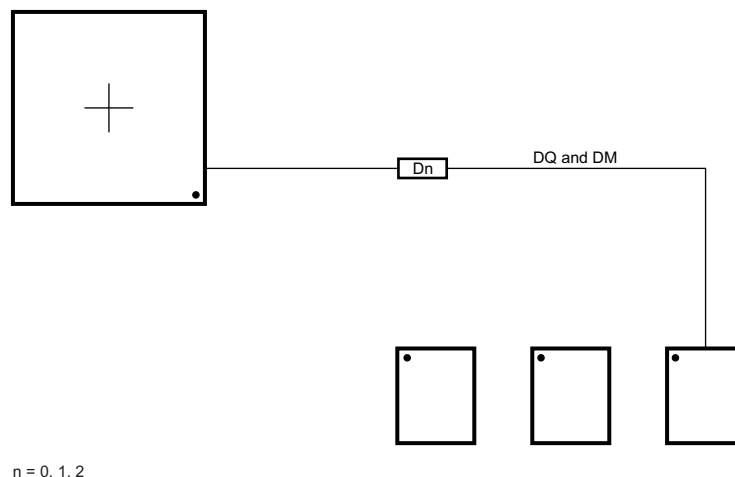 DQ and DM
Dn
n = 0, 1, 2